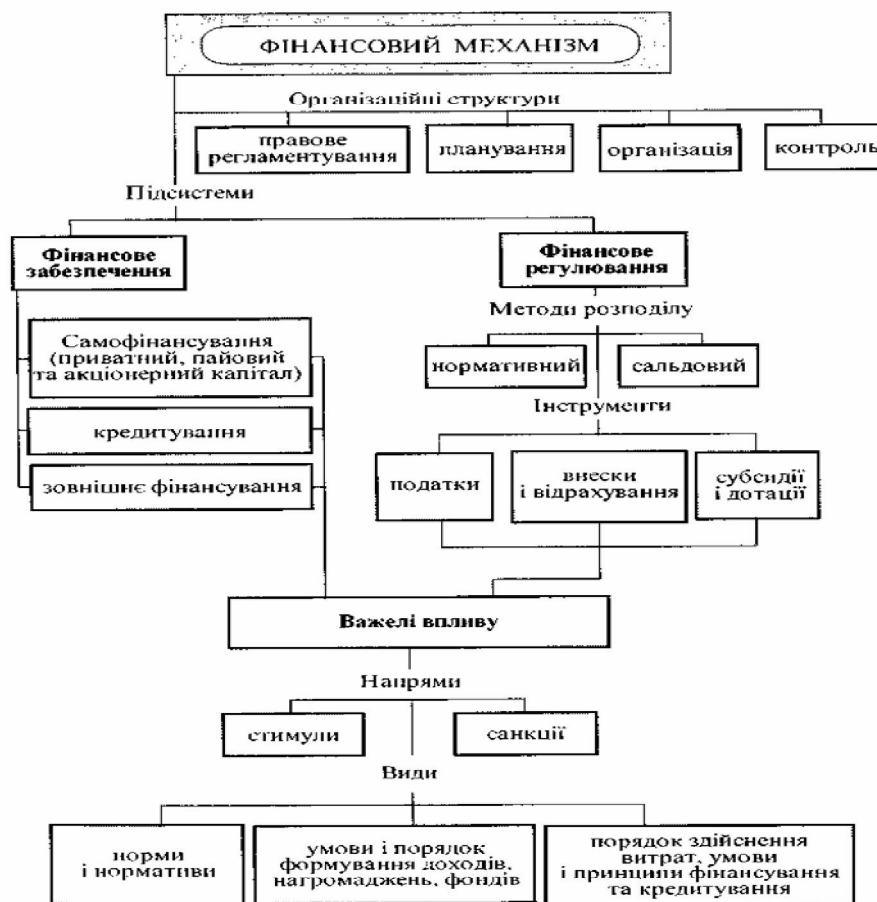 ФІНАНСОВИЙ МЕХАНІЗМ
Організаційні структури
правове
регламентування
планування
організація
контроль
Підсистеми
Фінансове
забезпечення
Фінансове
регулювання
Методи розподілу
Самофінансування
(приватний, пайовий
та акціонерний капітал)
нормативний
сальдовий
Інструменти
кредитування
зовнішнє фінансування
податки
внески
і відрахування
субсидії
і дотації
Важелі впливу
Напрями
стимули
санкції
Види
норми
і нормативи
умови і порядок
формування доходів,
нагромаджень, фондів
порядок здійснення
витрат, умови
і принципи фінансування
та кредитування